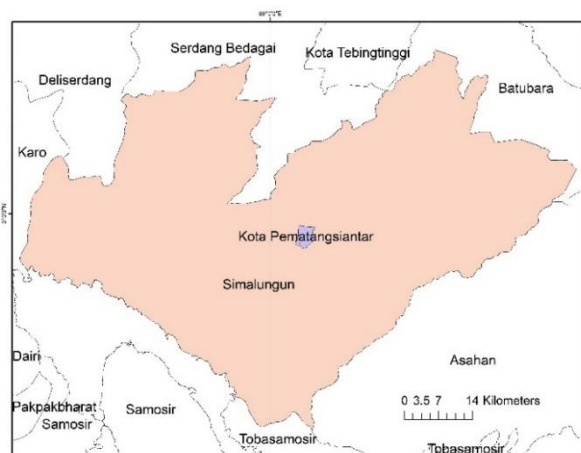 Serdang Bedagai
Kota Tebingtinggi
Deliserdang
Batubara
Karo
Kota Pematangsiantar
Simalungun
Dairi
Asahan
Pakpakbharat
Samosir
Samosir
0 3.5 7 14 Kilometers
Tobasamosir
Tobasamosir